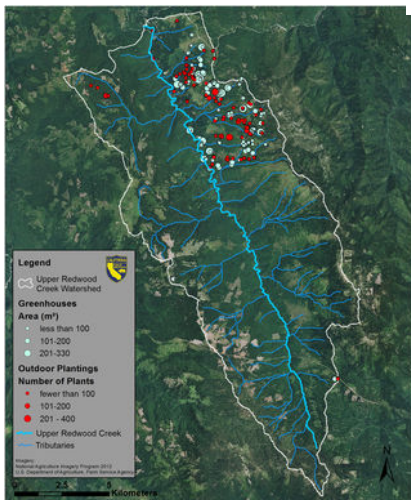 Legend
Upper Redwood
Creek Watershed
Greenhouses
Area (m²)
less than 100
101-200
201-330
Outdoor Plantings
Number of Plants
fewer than 100
101-200
201 - 400
Upper Redwood Creek
Tributaries
Imagery:
National Agriculture Imagery Program 2012
U.S. Department of Agriculture, Farm Service Agency
0 2.5 5
Kilometers
N